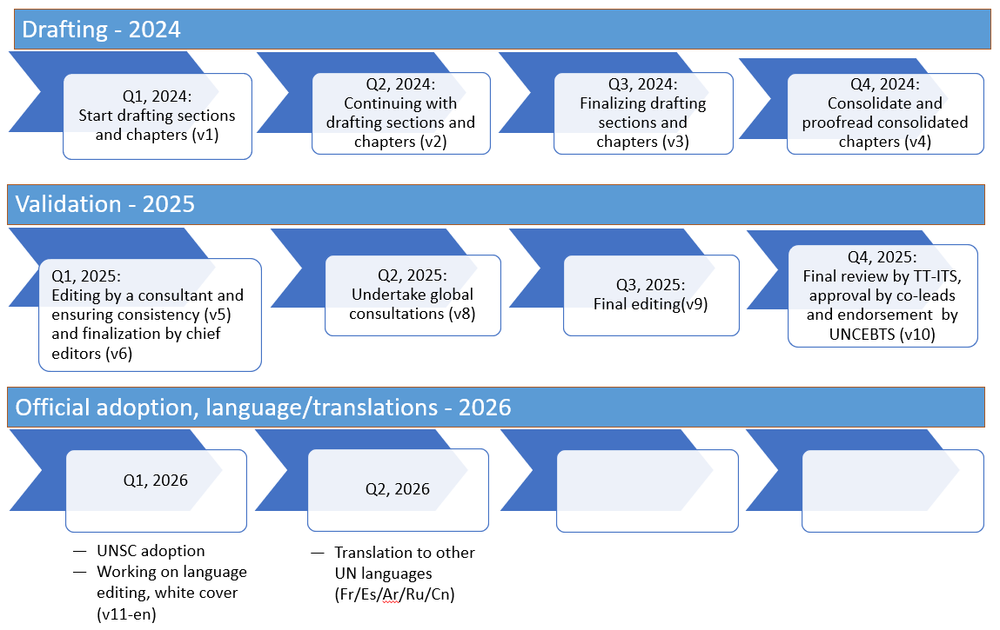 Drafting - 2024
Q1, 2024:
Start drafting sections
and chapters (v1)
Q2, 2024:
Continuing with
drafting sections and
chapters (v2)
Q3, 2024:
Finalizing drafting
sections and
chapters (v3)
Q4, 2024:
Consolidate and
proofread consolidated
chapters (v4)
Validation - 2025
Q1, 2025:
Editing by a consultant and
ensuring consistency (v5)
and finalization by chief
editors (v6)
Q2, 2025:
Undertake global
consultations (v8)
Q3, 2025:
Final editing(v9)
Q4, 2025:
Final review by TT-ITS,
approval by co-leads
and endorsement  by
UNCEBTS (v10)
Official adoption, language/translations - 2026
Q1, 2026
— UNSC adoption
— Working on language
editing, white cover
(v11-en)
Q2, 2026
— Translation to other
UN languages
(Fr/Es/Ar/Ru/Cn)